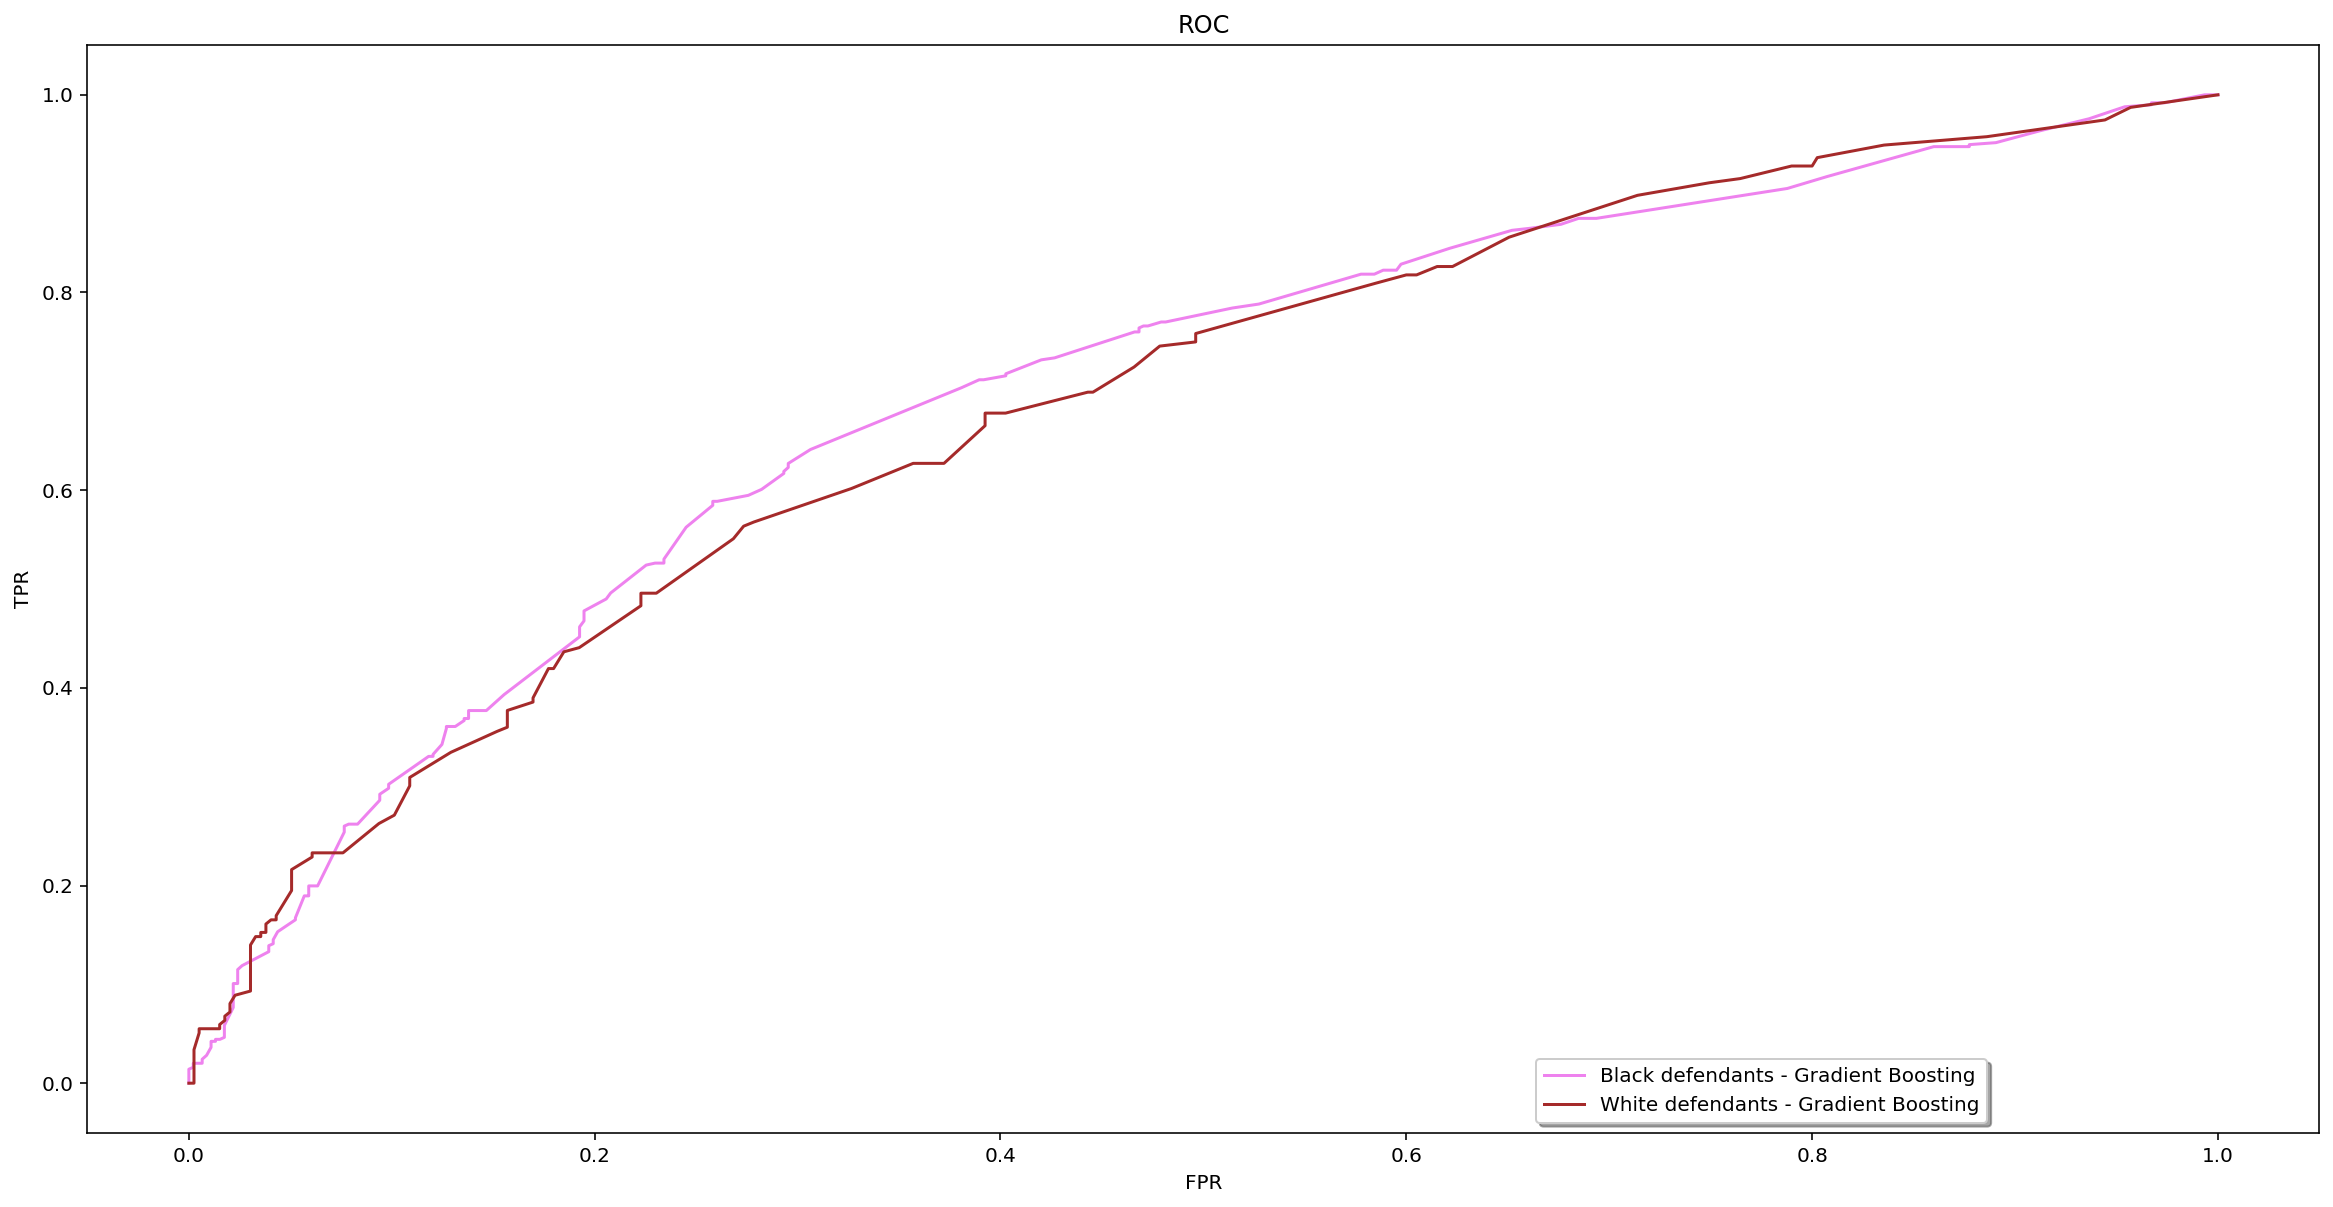 ROC
1.0
0.8
0.6
0.4
0.2
0.0
TPR
0.0 0.2 0.4 0.6 0.8 1.0
FPR
Black defendants - Gradient Boosting
White defendants - Gradient Boosting